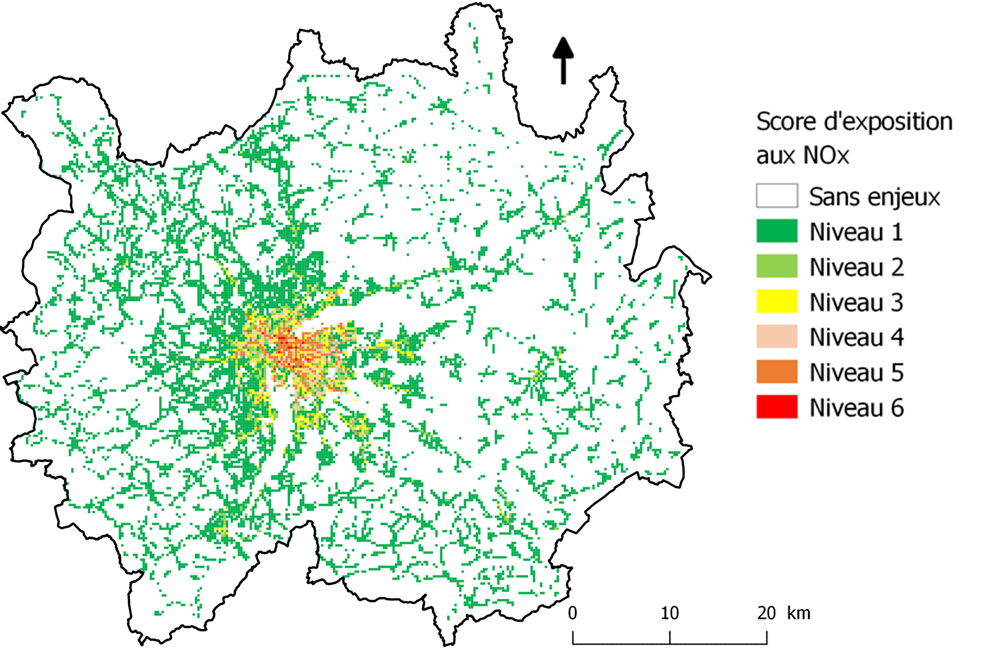 Score d'exposition
aux NOx
Sans enjeux
Niveau 1
Niveau 2
Niveau 3
Niveau 4
Niveau 5
Niveau 6
0 10 20 km